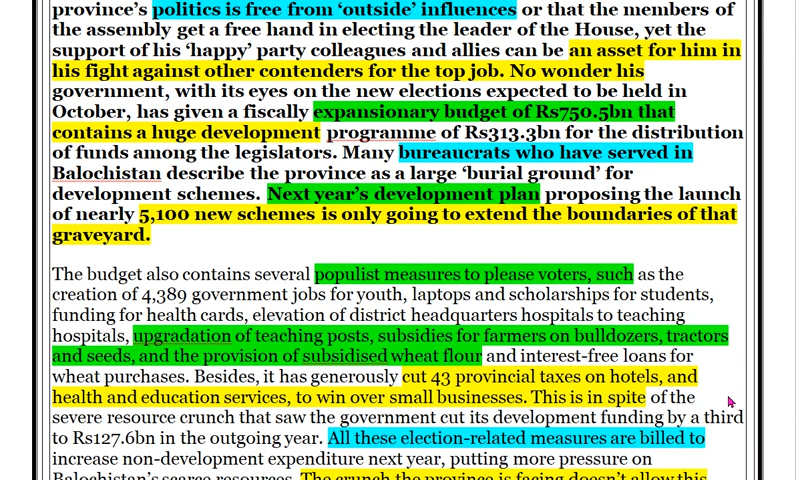 province's politics is free from 'outside' influences or that the members of
the assembly get a free hand in electing the leader of the House, yet the
support of his 'happy' party colleagues and allies can be an asset for him in
his fight against other contenders for the top job. No wonder his
government, with its eyes on the new elections expected to be held in
October, has given a fiscally expansionary budget of Rs750.5bn that
contains a huge development programme of Rs313.3bn for the distribution
of funds among the legislators. Many bureaucrats who have served in
Balochistan describe the province as a large 'burial ground' for
development schemes. Next year's development plan proposing the launch
of nearly 5,100 new schemes is only going to extend the boundaries of that
graveyard.
The budget also contains several populist measures to please voters, such as the
creation of 4,389 government jobs for youth, laptops and scholarships for students,
funding for health cards, elevation of district headquarters hospitals to teaching
hospitals, upgradation of teaching posts, subsidies for farmers on bulldozers, tractors
and seeds, and the provision of subsidised wheat flour and interest-free loans for
wheat purchases. Besides, it has generously cut 43 provincial taxes on hotels, and
health and education services, to win over small businesses. This is in spite of the
severe resource crunch that saw the government cut its development funding by a third
to Rs127.6bn in the outgoing year. All these election-related measures are billed to
increase non-development expenditure next year, putting more pressure on
Balochistan's scarce resources. The crunch the province is facing doesn't allow this